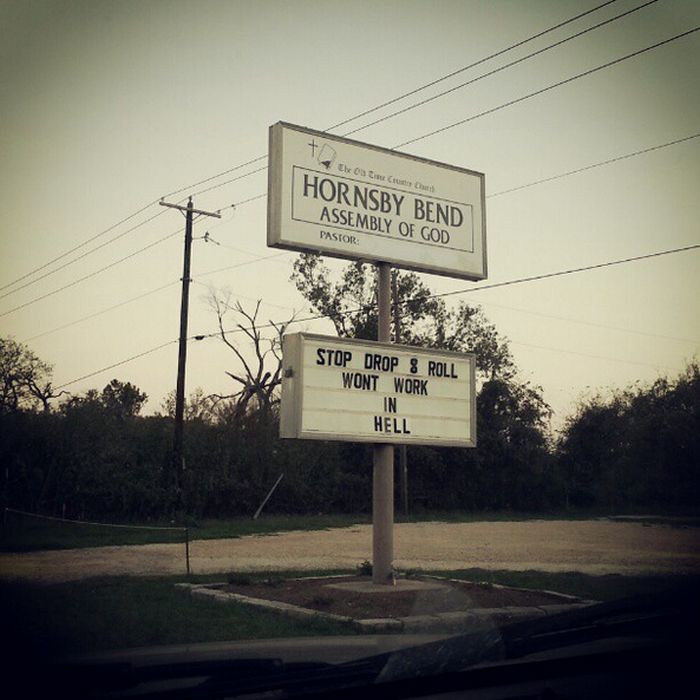 The Old Time Country Church
HORNSBY BEND
ASSEMBLY OF GOD
PASTOR:
STOP DROP & ROLL
WONT WORK
IN
HELL